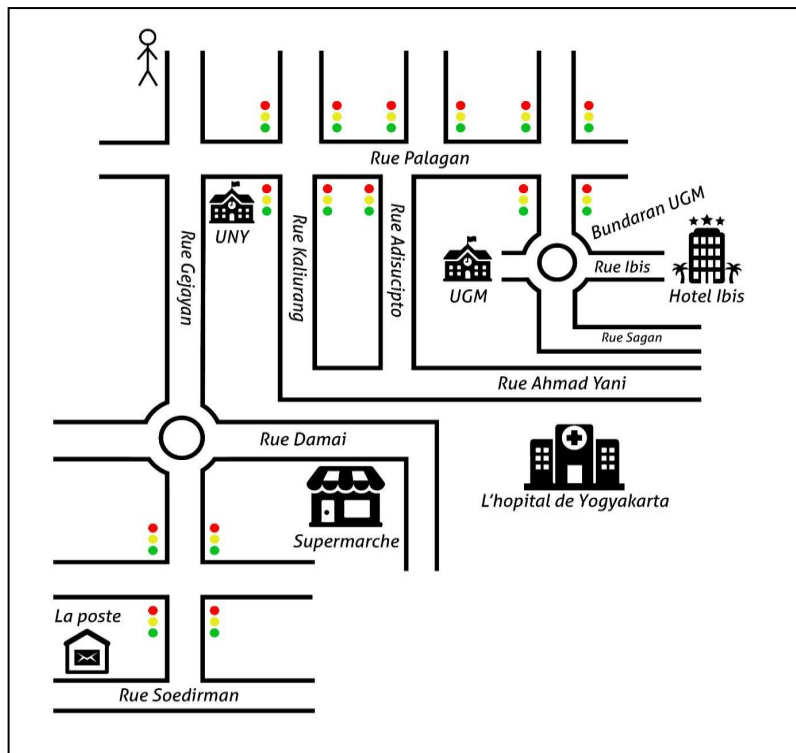 Rue Palagan
UNY
Rue Gejayan
Rue Kaliurang
Rue Adisucipto
Bundaran UGM
UGM
Rue Ibis
Hotel Ibis
Rue Sagan
Rue Ahmad Yani
Rue Damai
L'hopital de Yogyakarta
Supermarche
La poste
Rue Soedirman